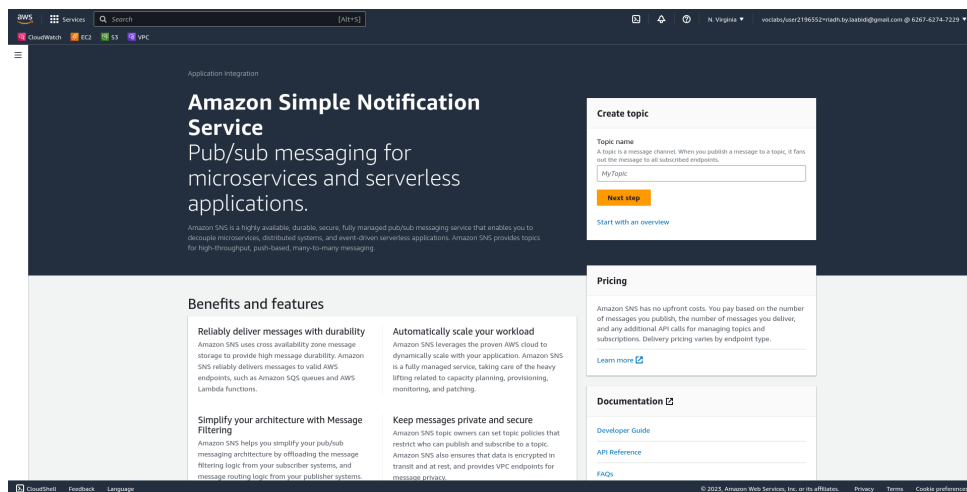 aws
Services
Search
[Alt+S]
N. Virginia ▼
voclabs/user2196552=riadh.by.laabidi@gmail.com @ 6267-6274-7229 ▼
CloudWatch
EC2
S3
VPC
Application Integration
Amazon Simple Notification
Service
Pub/sub messaging for
microservices and serverless
applications.
Amazon SNS is a highly available, durable, secure, fully managed pub/sub messaging service that enables you to
decouple microservices, distributed systems, and event-driven serverless applications. Amazon SNS provides topics
for high-throughput, push-based, many-to-many messaging.
Create topic
Topic name
A topic is a message channel. When you publish a message to a topic, it fans
out the message to all subscribed endpoints.
MyTopic
Next step
Start with an overview
Pricing
Amazon SNS has no upfront costs. You pay based on the number
of messages you publish, the number of messages you deliver,
and any additional API calls for managing topics and
subscriptions. Delivery pricing varies by endpoint type.
Learn more
Documentation
Developer Guide
API Reference
FAQs
Benefits and features
Reliably deliver messages with durability
Amazon SNS uses cross availability zone message
storage to provide high message durability. Amazon
SNS reliably delivers messages to valid AWS
endpoints, such as Amazon SQS queues and AWS
Lambda functions.
Automatically scale your workload
Amazon SNS leverages the proven AWS cloud to
dynamically scale with your application. Amazon SNS
is a fully managed service, taking care of the heavy
lifting related to capacity planning, provisioning,
monitoring, and patching.
Simplify your architecture with Message
Filtering
Amazon SNS helps you simplify your pub/sub
messaging architecture by offloading the message
filtering logic from your subscriber systems, and
message routing logic from your publisher systems.
Keep messages private and secure
Amazon SNS topic owners can set topic policies that
restrict who can publish and subscribe to a topic.
Amazon SNS also ensures that data is encrypted in
transit and at rest, and provides VPC endpoints for
message privacy.
CloudShell
Feedback
Language
© 2023, Amazon Web Services, Inc. or its affiliates.
Privacy
Terms
Cookie preferences